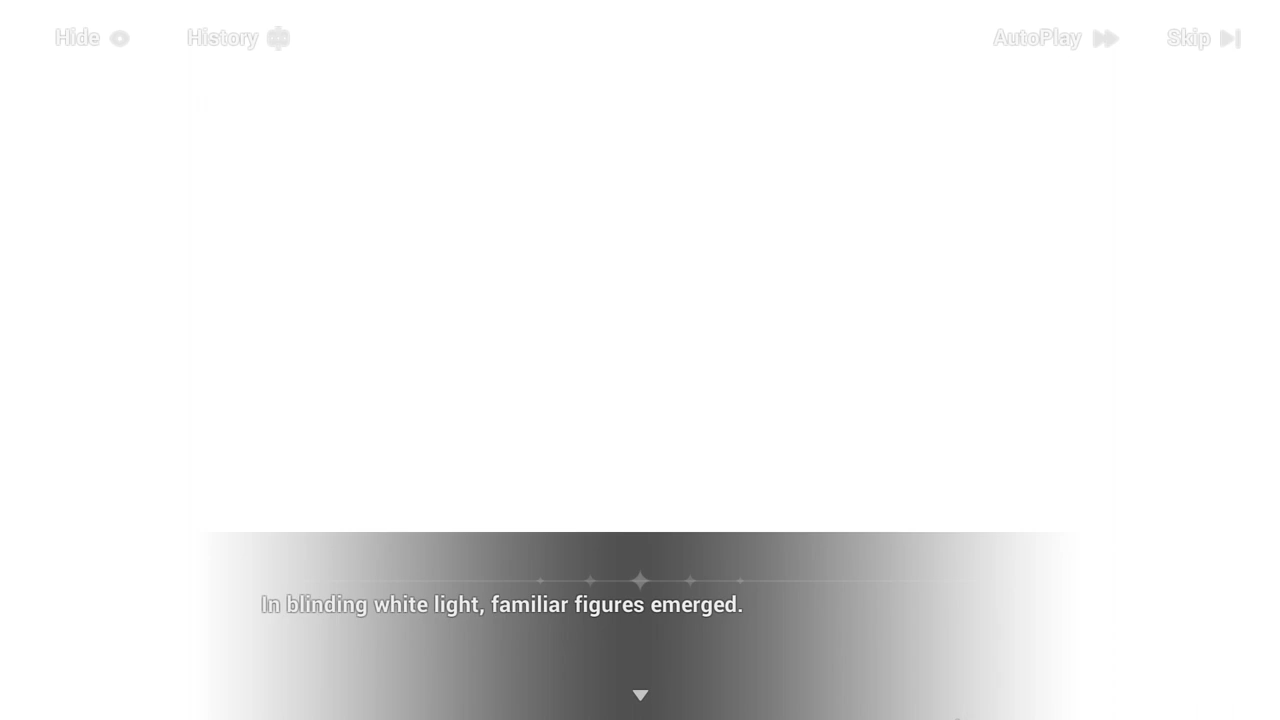 Hide
History
AutoPlay
Skip
In blinding white light, familiar figures emerged.